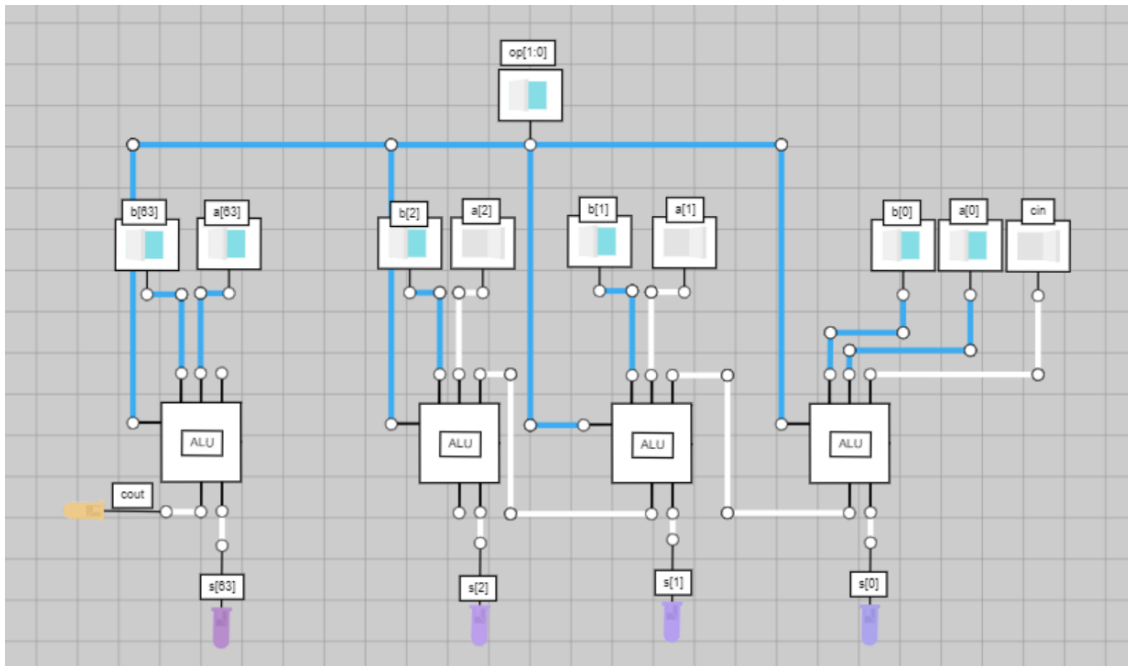 op[1:0]
b[63] a[63] b[2] a[2] b[1] a[1] b[0] a[0] cin
ALU ALU ALU ALU
cout
s[63] s[2] s[1] s[0]